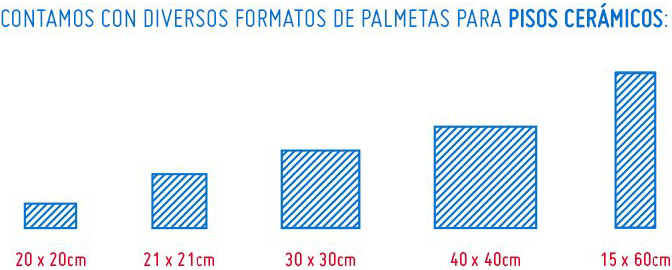 CONTAMOS CON DIVERSOS FORMATOS DE PALMETAS PARA PISOS CERÁMICOS:
20 x 20cm
21 x 21cm
30 x 30cm
40 x 40cm
15 x 60cm